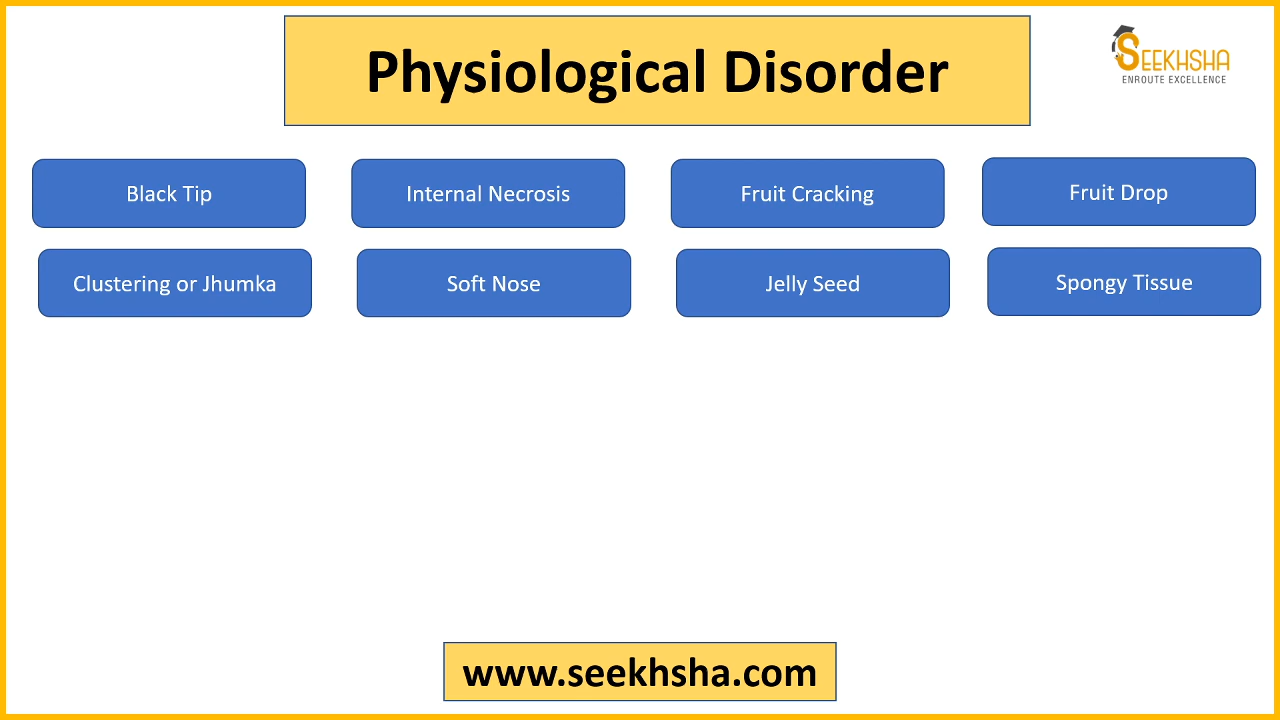 Physiological Disorder
SEEKHSHA
ENROUTE EXCELLENCE
Black Tip
Internal Necrosis
Fruit Cracking
Fruit Drop
Clustering or Jhumka
Soft Nose
Jelly Seed
Spongy Tissue
www.seekhsha.com